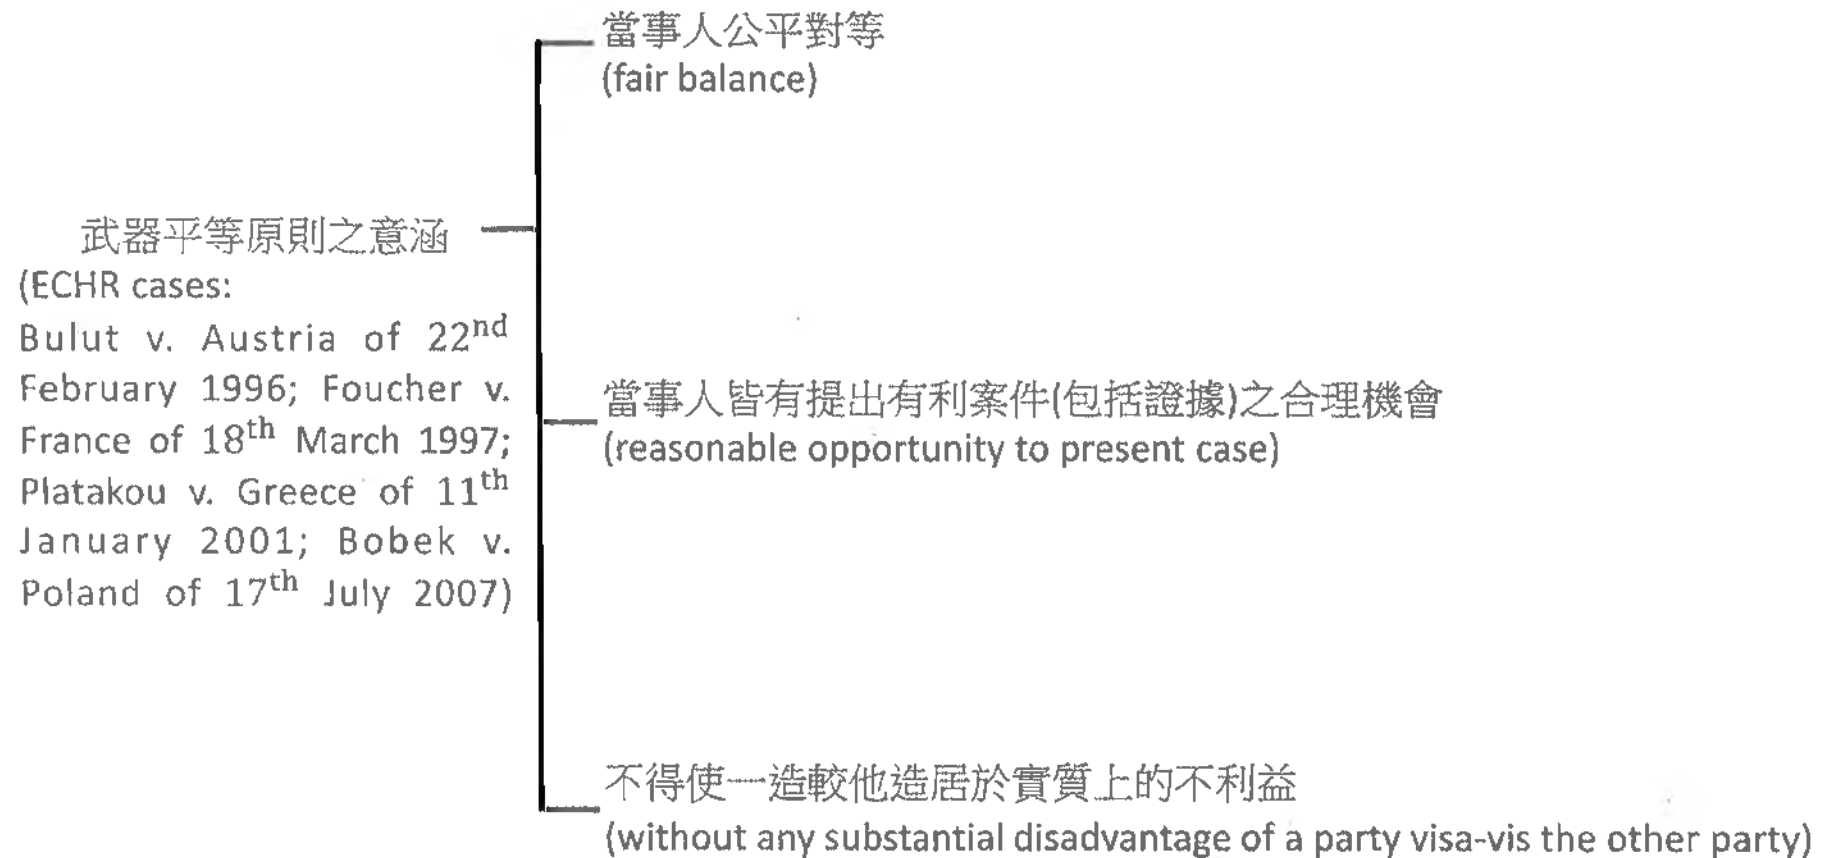 當事人公平對等
(fair balance)
武器平等原則之意涵
(ECHR cases:
Bulut v. Austria of 22nd
February 1996; Foucher v.
France of 18th March 1997;
Platakou v. Greece of 11th
January 2001; Bobek v.
Poland of 17th July 2007)
當事人皆有提出有利案件(包括證據)之合理機會
(reasonable opportunity to present case)
不得使一造較他造居於實質上的不利益
(without any substantial disadvantage of a party visa-vis the other party)